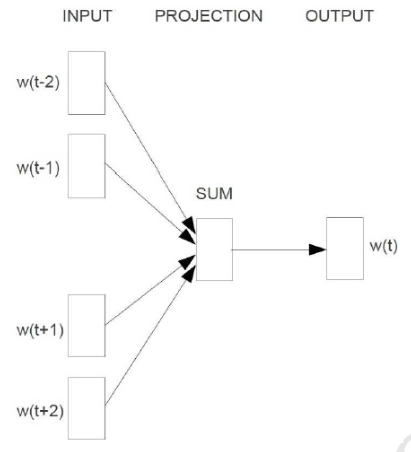 INPUT PROJECTION OUTPUT
w(t-2)
w(t-1)
SUM
w(t)
w(t+1)
w(t+2)